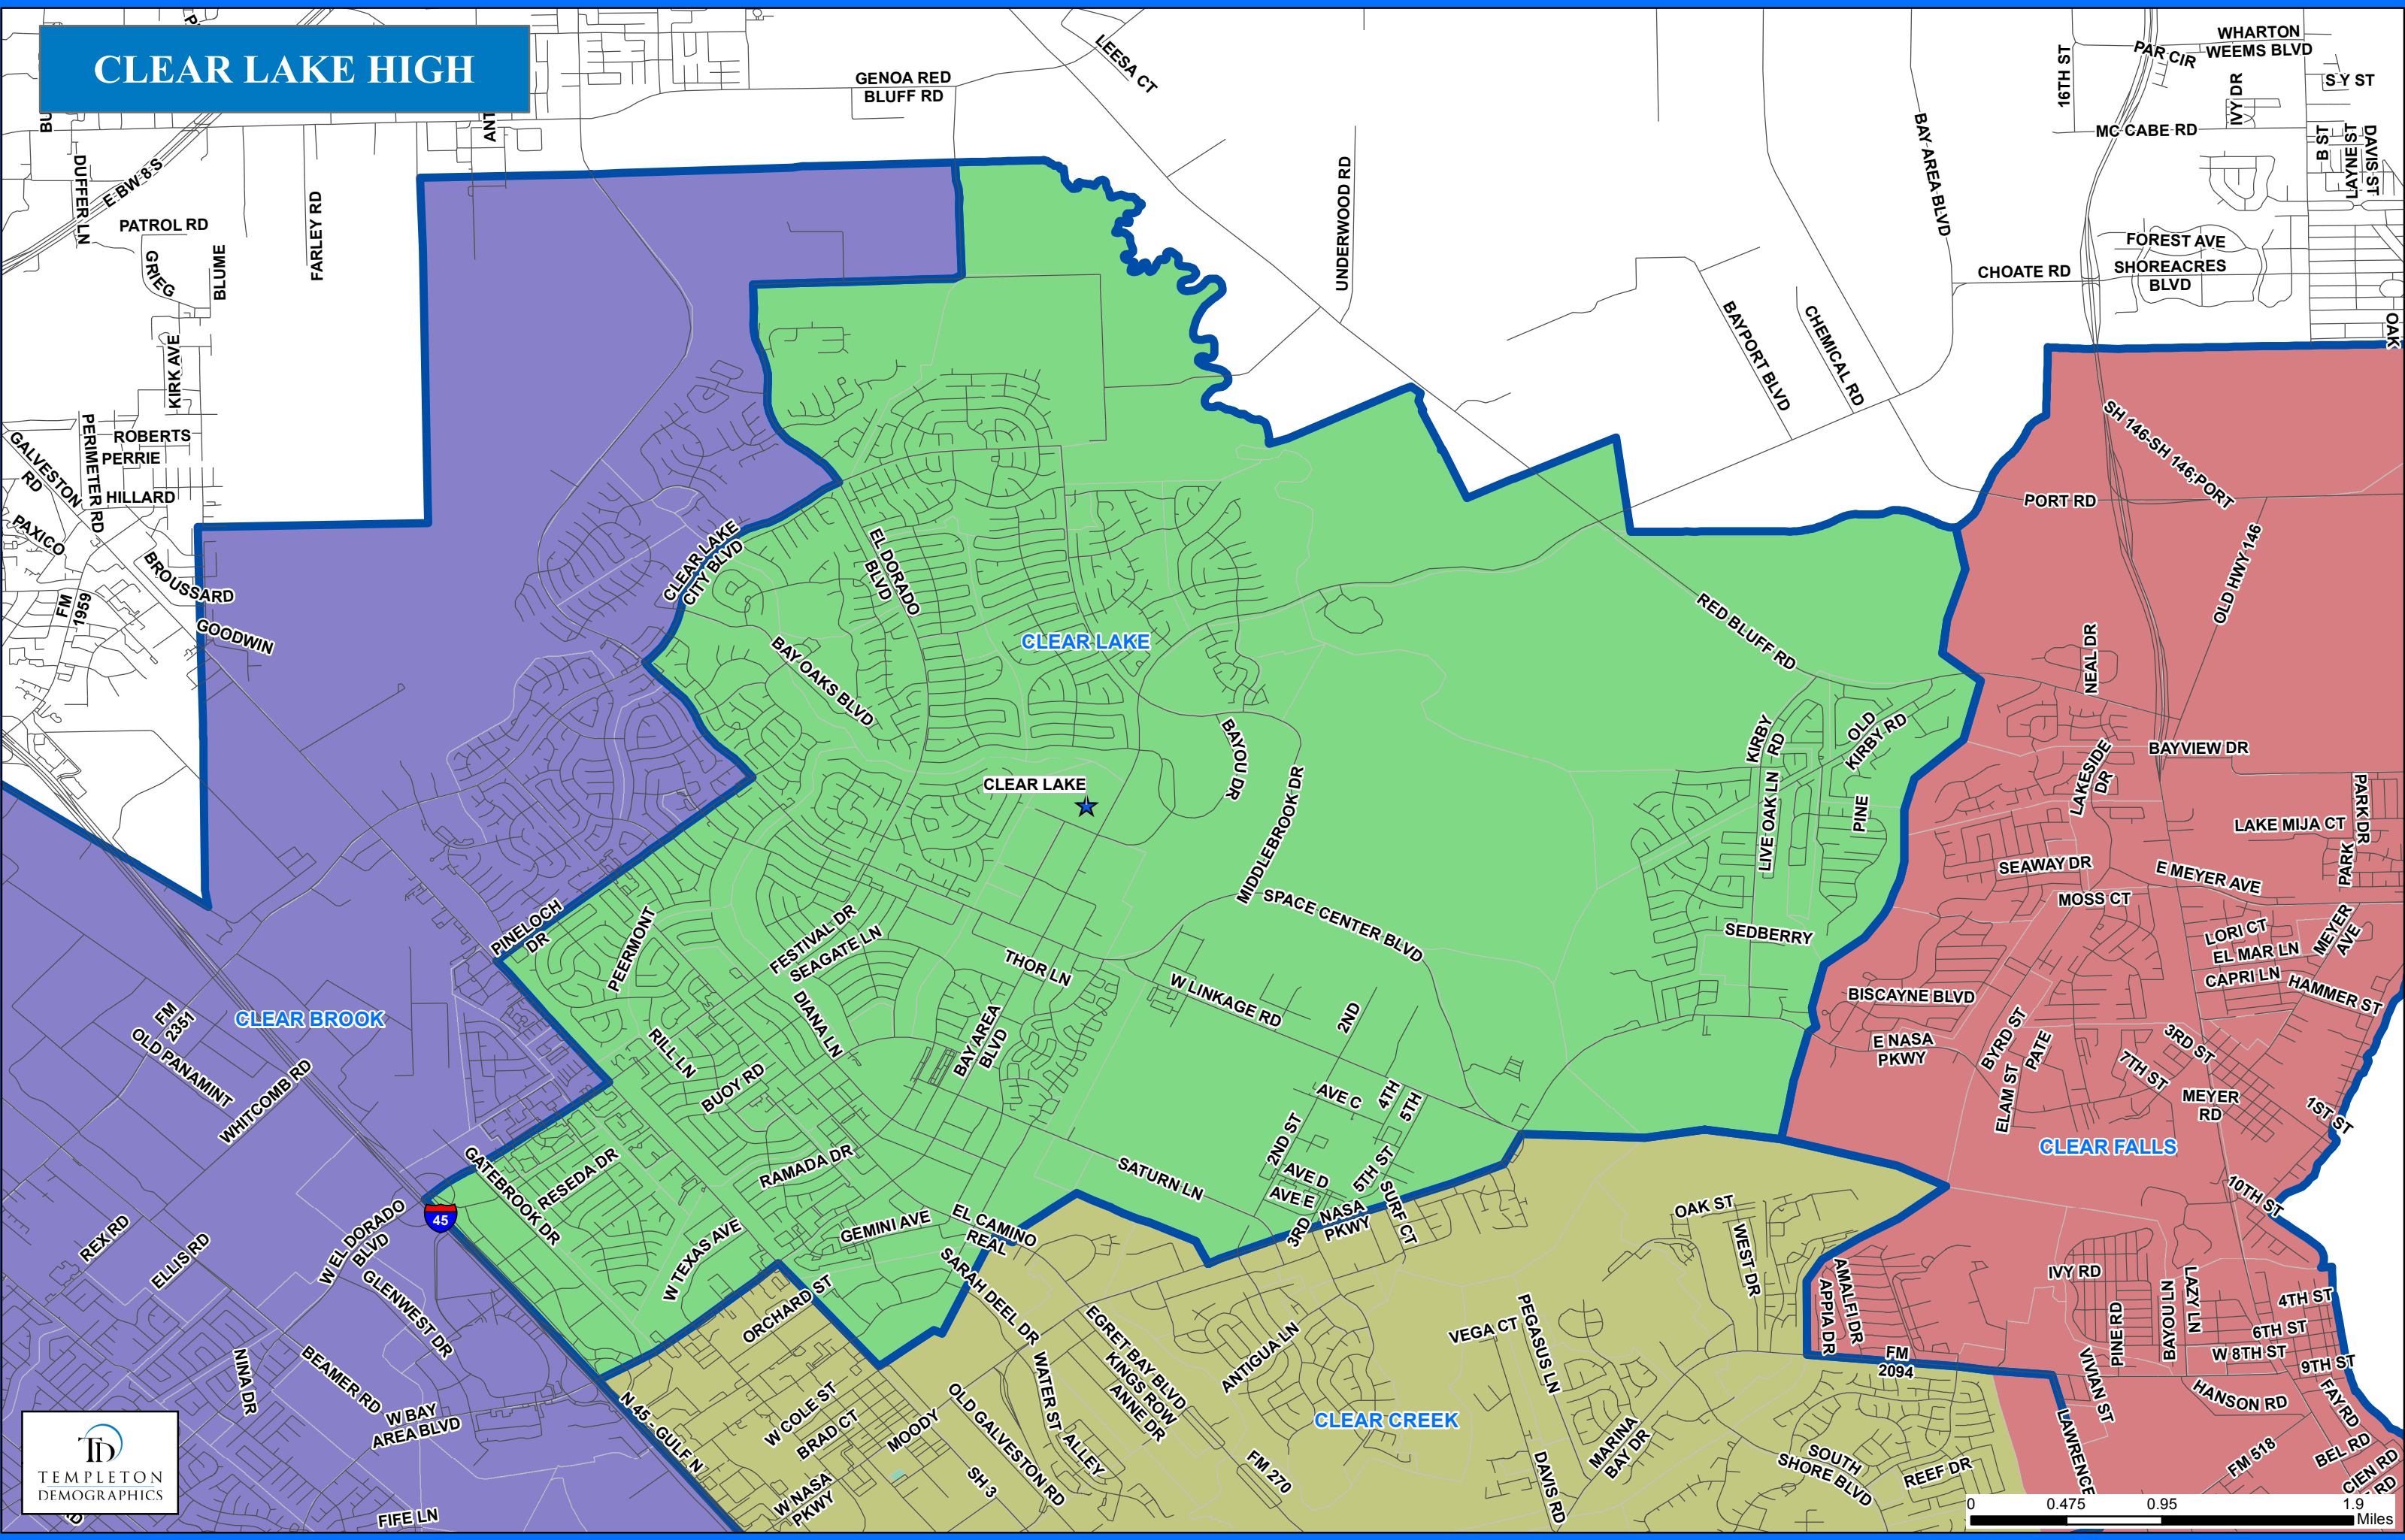 CLEAR LAKE HIGH
GENOA RED
BLUFF RD
LEESA CT
16TH ST
PAR CIR
WHARTON
WEEMS BLVD
S Y ST
IVY DR
MC CABE RD
B ST
LAYNE ST
DAVIS ST
BU
ANT
DUFFER LN
E BW 8 S
PATROL RD
GRIEG
BLUME
FARLEY RD
UNDERWOOD RD
BAY AREA BLVD
FOREST AVE
CHOATE RD
SHOREACRES
BLVD
OAK
KIRK AVE
BAYPORT BLVD
CHEMICAL RD
SH 146-SH 146;PORT
GALVESTON
RD
PERIMETER RD
ROBERTS
PERRIE
HILLARD
PAXICO
PORT RD
BROUSSARD
FM
1959
GOODWIN
CLEAR LAKE
CITY BLVD
EL DORADO
BLVD
OLD HWY 146
RED BLUFF RD
CLEAR LAKE
BAY OAKS BLVD
NEAL DR
BAYOU DR
KIRBY
RD
OLD
KIRBY RD
BAYVIEW DR
LAKESIDE
DR
CLEAR LAKE
MIDDLEBROOK DR
LIVE OAK LN
PINE
PARK DR
LAKE MIJA CT
PARK
SEAWAY DR
E MEYER AVE
MOSS CT
PINELOCH
DR
PEERMONT
FESTIVAL DR
SEAGATE LN
SPACE CENTER BLVD
SEDBERRY
LORI CT
MEYER
AVE
EL MAR LN
CAPRI LN
HAMMER ST
THOR LN
W LINKAGE RD
2ND
BISCAYNE BLVD
FM
2351
CLEAR BROOK
OLD PANAMINT
WHITCOMB RD
RILL LN
DIANA LN
BUOY RD
BAY AREA
BLVD
E NASA
PKWY
BYRD ST
PATE
3RD ST
7TH ST
ELAM ST
MEYER
RD
1ST ST
AVE C
4TH
5TH
2ND ST
CLEAR FALLS
GATEBROOK DR
RESEDA DR
RAMADA DR
SATURN LN
AVE D
5TH ST
AVE E
SURF CT
10TH ST
45
REX RD
ELLIS RD
W EL DORADO
BLVD
GLENWEST DR
W TEXAS AVE
GEMINI AVE
EL CAMINO
REAL
3RD
NASA
PKWY
OAK ST
WEST DR
ORCHARD ST
SARAH DEEL DR
AMALFI DR
APPIA DR
IVY RD
PINE RD
BAYOU LN
LAZY LN
4TH ST
6TH ST
W 8TH ST
9TH ST
FM
2094
VEGA CT
PEGASUS LN
EGRET BAY BLVD
KINGS ROW
ANNE DR
ANTIGUA LN
WATER ST
NINA DR
BEAMER RD
W BAY
AREA BLVD
N 45 - GULF N
W COLE ST
BRAD CT
MOODY
OLD GALVESTON RD
ALLEY
CLEAR CREEK
VIVIAN ST
HANSON RD
FAY RD
LAWRENCE
MARINA
BAY DR
DAVIS RD
SOUTH
SHORE BLVD
REEF DR
FM 518
BEL RD
CIEN RD
RD
FM 270
SH 3
W NASA
PKWY
FIFE LN
TD
TEMPLETON
DEMOGRAPHICS
0 0.475 0.95 1.9
Miles